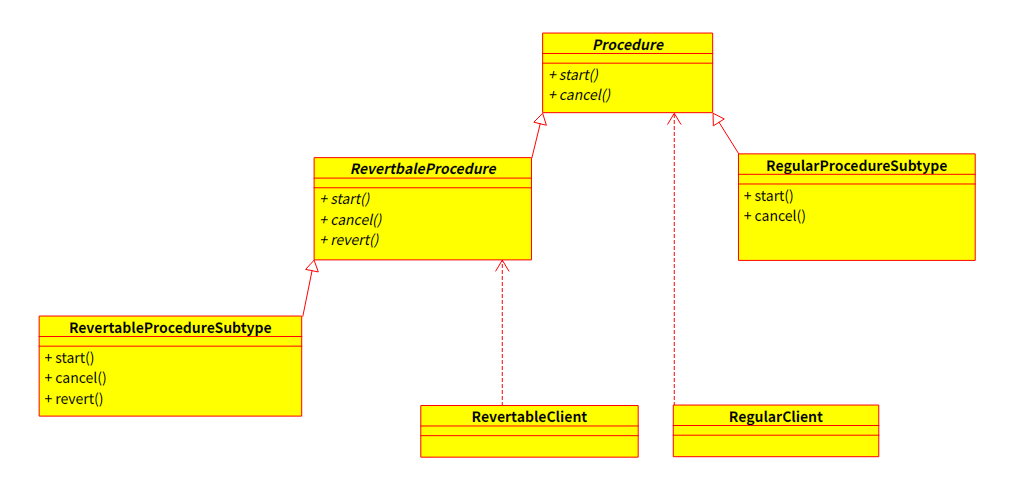 Procedure
+ start()
+ cancel()
RevertbaleProcedure
+ start()
+ cancel()
+ revert()
RegularProcedureSubtype
+ start()
+ cancel()
RevertableProcedureSubtype
+ start()
+ cancel()
+ revert()
RevertableClient
RegularClient